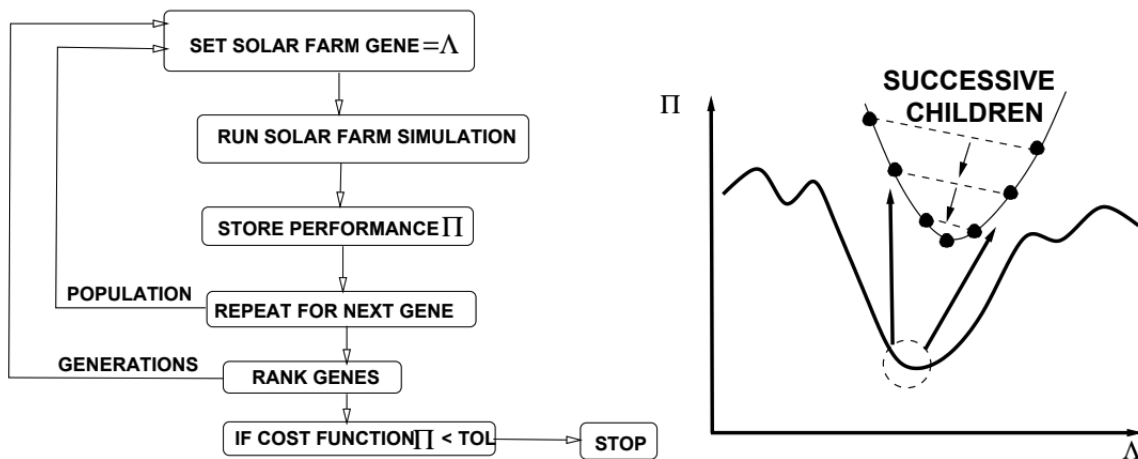 SET SOLAR FARM GENE=Λ
RUN SOLAR FARM SIMULATION
STORE PERFORMANCE Π
POPULATION
REPEAT FOR NEXT GENE
GENERATIONS
RANK GENES
IF COST FUNCTION Π < TOL
STOP
SUCCESSIVE
CHILDREN
Π
Λ